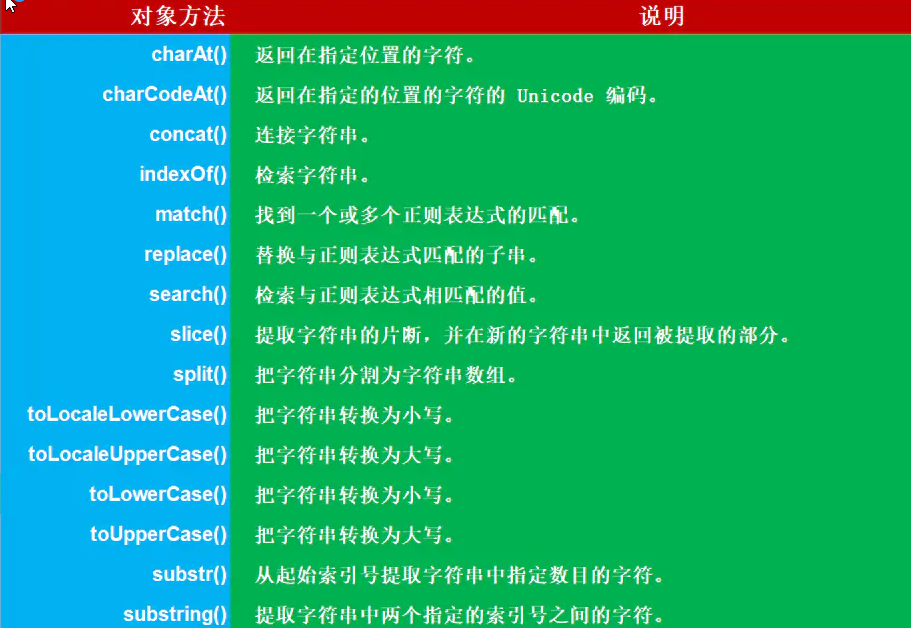 对象方法 说明
charAt() 返回在指定位置的字符。
charCodeAt() 返回在指定的位置的字符的 Unicode 编码。
concat() 连接字符串。
indexOf() 检索字符串。
match() 找到一个或多个正则表达式的匹配。
replace() 替换与正则表达式匹配的子串。
search() 检索与正则表达式相匹配的值。
slice() 提取字符串的片断，并在新的字符串中返回被提取的部分。
split() 把字符串分割为字符串数组。
toLocaleLowerCase() 把字符串转换为小写。
toLocaleUpperCase() 把字符串转换为大写。
toLowerCase() 把字符串转换为小写。
toUpperCase() 把字符串转换为大写。
substr() 从起始索引号提取字符串中指定数目的字符。
substring() 提取字符串中两个指定的索引号之间的字符。